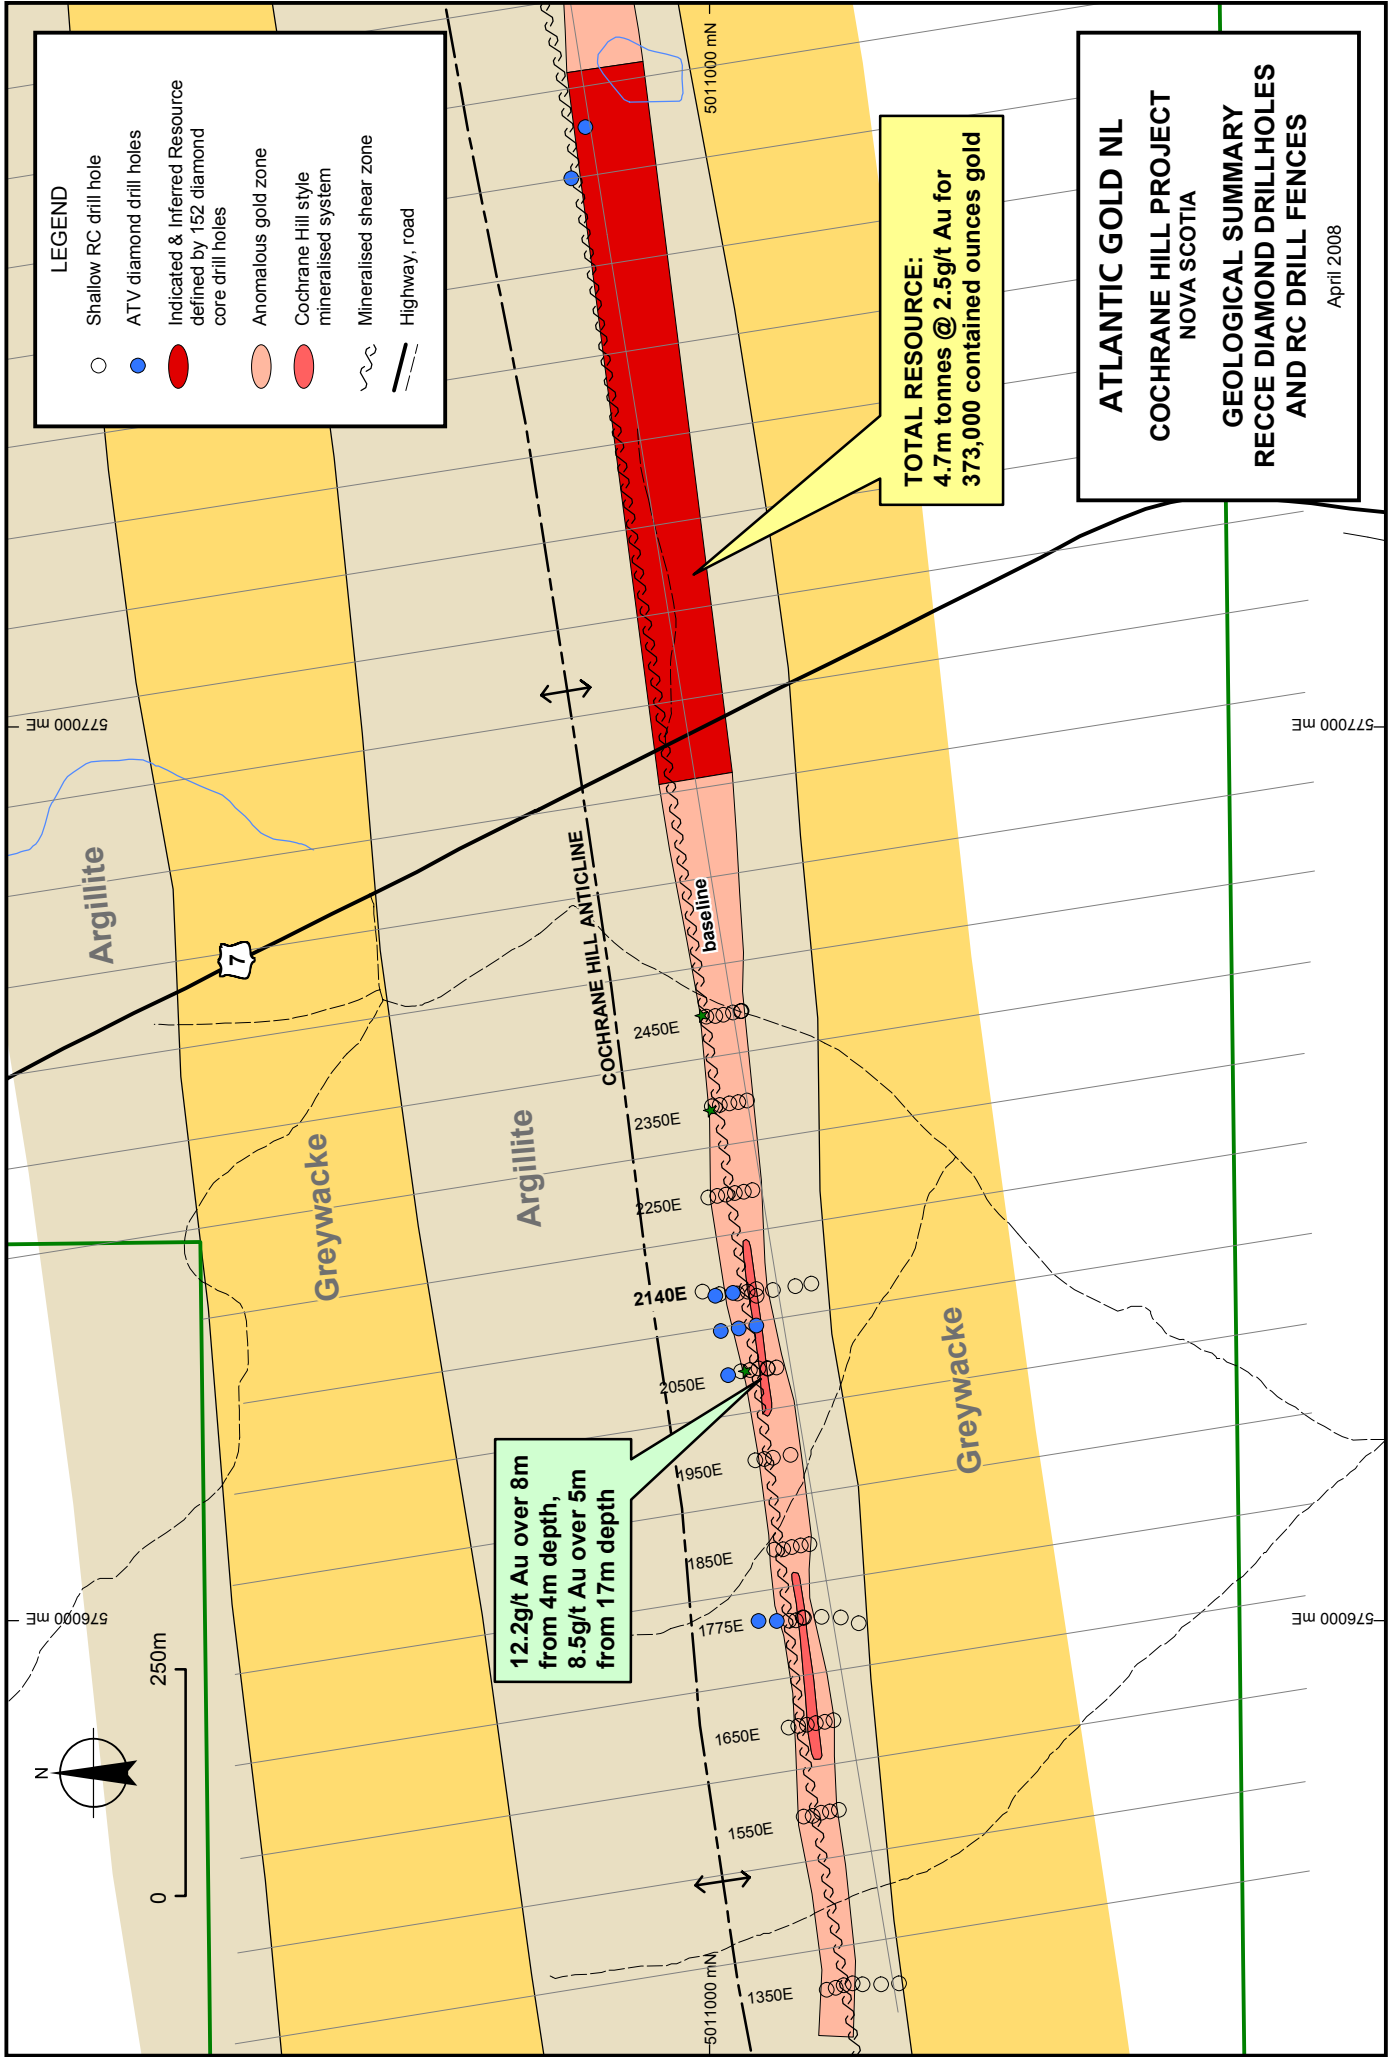 LEGEND
Shallow RC drill hole
ATV diamond drill holes
Indicated & Inferred Resource
defined by 152 diamond
core drill holes
Anomalous gold zone
Cochrane Hill style
mineralised system
Mineralised shear zone
Highway, road
N
0
250m
576000 mE
577000 mE
Argillite
7
Greywacke
Argillite
COCHRANE HILL ANTICLINE
12.2g/t Au over 8m
from 4m depth,
8.5g/t Au over 5m
from 17m depth
5011000 mN
5011000 mN
1350E
1550E
1650E
1775E
1850E
1950E
2050E
2140E
2250E
2350E
2450E
baseline
Greywacke
TOTAL RESOURCE:
4.7m tonnes @ 2.5g/t Au for
373,000 contained ounces gold
576000 mE
577000 mE
ATLANTIC GOLD NL
COCHRANE HILL PROJECT
NOVA SCOTIA
GEOLOGICAL SUMMARY
RECCE DIAMOND DRILLHOLES
AND RC DRILL FENCES
April 2008